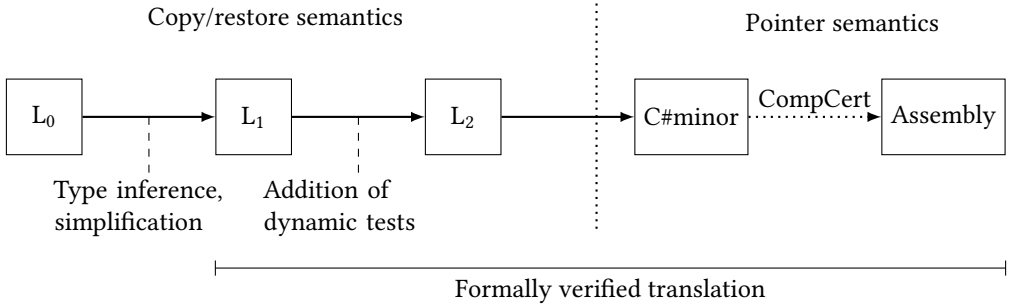 Copy/restore semantics
Pointer semantics
L₀
L₁
L₂
C#minor
CompCert
Assembly
Type inference,
simplification
Addition of
dynamic tests
Formally verified translation